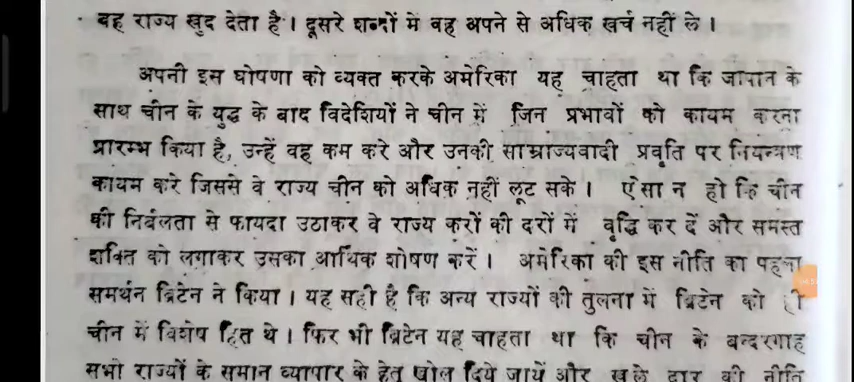 वह राज्य खुद देता है । दूसरे शब्दों में वह अपने से अधिक खर्च नहीं ले ।
अपनी इस घोषणा को व्यक्त करके अमेरिका यह चाहता था कि जापान के
साथ चीन के युद्ध के बाद विदेशियों ने चीन में जिन प्रभावों को कायम करना
प्रारम्भ किया है, उन्हें वह कम करे और उनकी साम्राज्यवादी प्रवृति पर नियन्त्रण
कायम करे जिससे वे राज्य चीन को अधिक नहीं लूट सके । ऐसा न हो कि चीन
की निर्बलता से फायदा उठाकर वे राज्य करों की दरों में वृद्धि कर दें और समस्त
शक्ति को लगाकर उसका आर्थिक शोषण करें । अमेरिका की इस नीति का पहला
समर्थन ब्रिटेन ने किया । यह सही है कि अन्य राज्यों की तुलना में ब्रिटेन को ही
चीन में विशेष हित थे । फिर भी ब्रिटेन यह चाहता था कि चीन के बन्दरगाह
सभी राज्यों के समान व्यापार के हेतु खोल दिये जायें और खुले द्वार की नीति